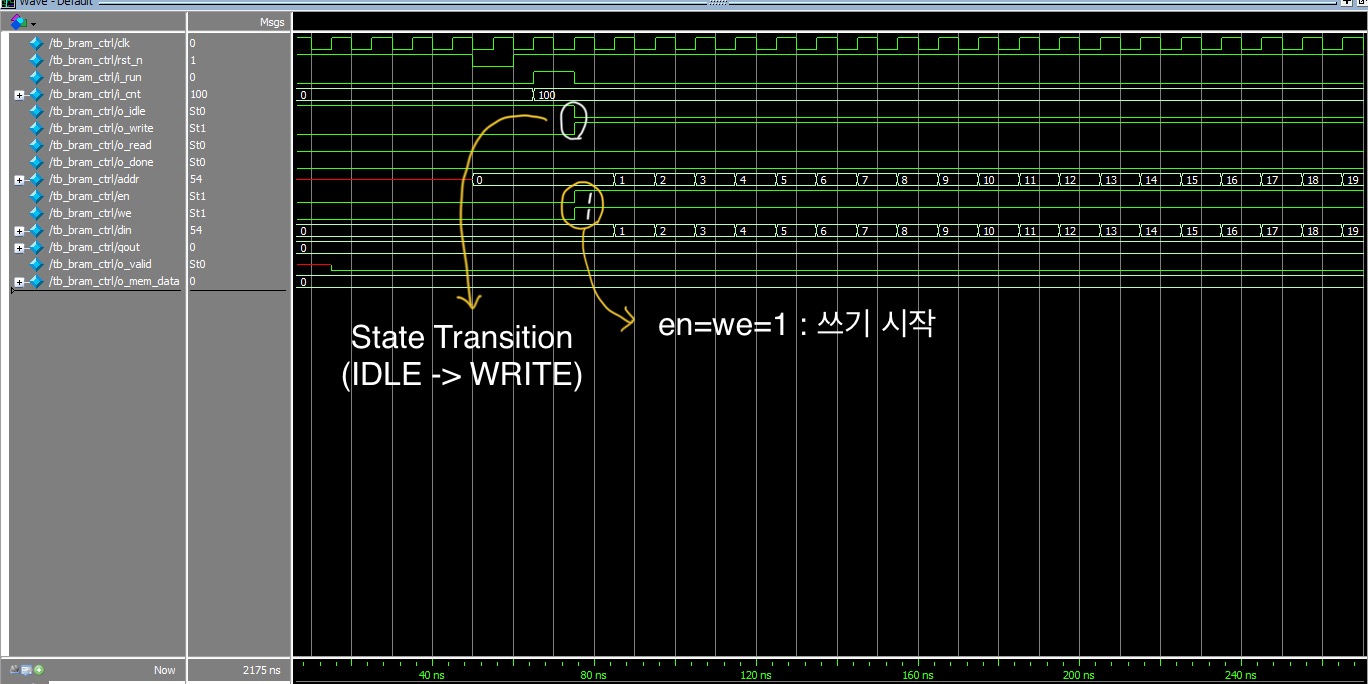 Wave - Default
Msgs
/tb_bram_ctrl/clk 0
/tb_bram_ctrl/rst_n 1
/tb_bram_ctrl/i_run 0
/tb_bram_ctrl/i_cnt 100 0 100
/tb_bram_ctrl/o_idle St0
/tb_bram_ctrl/o_write St1
/tb_bram_ctrl/o_read St0
/tb_bram_ctrl/o_done St0
/tb_bram_ctrl/addr 54 0 1 2 3 4 5 6 7 8 9 10 11 12 13 14 15 16 17 18 19
/tb_bram_ctrl/en St1
/tb_bram_ctrl/we St1
/tb_bram_ctrl/din 54 0 1 2 3 4 5 6 7 8 9 10 11 12 13 14 15 16 17 18 19
/tb_bram_ctrl/qout 0 0
/tb_bram_ctrl/o_valid St0
/tb_bram_ctrl/o_mem_data 0 0
State Transition
(IDLE -> WRITE)
en=we=1 : 쓰기 시작
Now 2175 ns
40 ns 80 ns 120 ns 160 ns 200 ns 240 ns